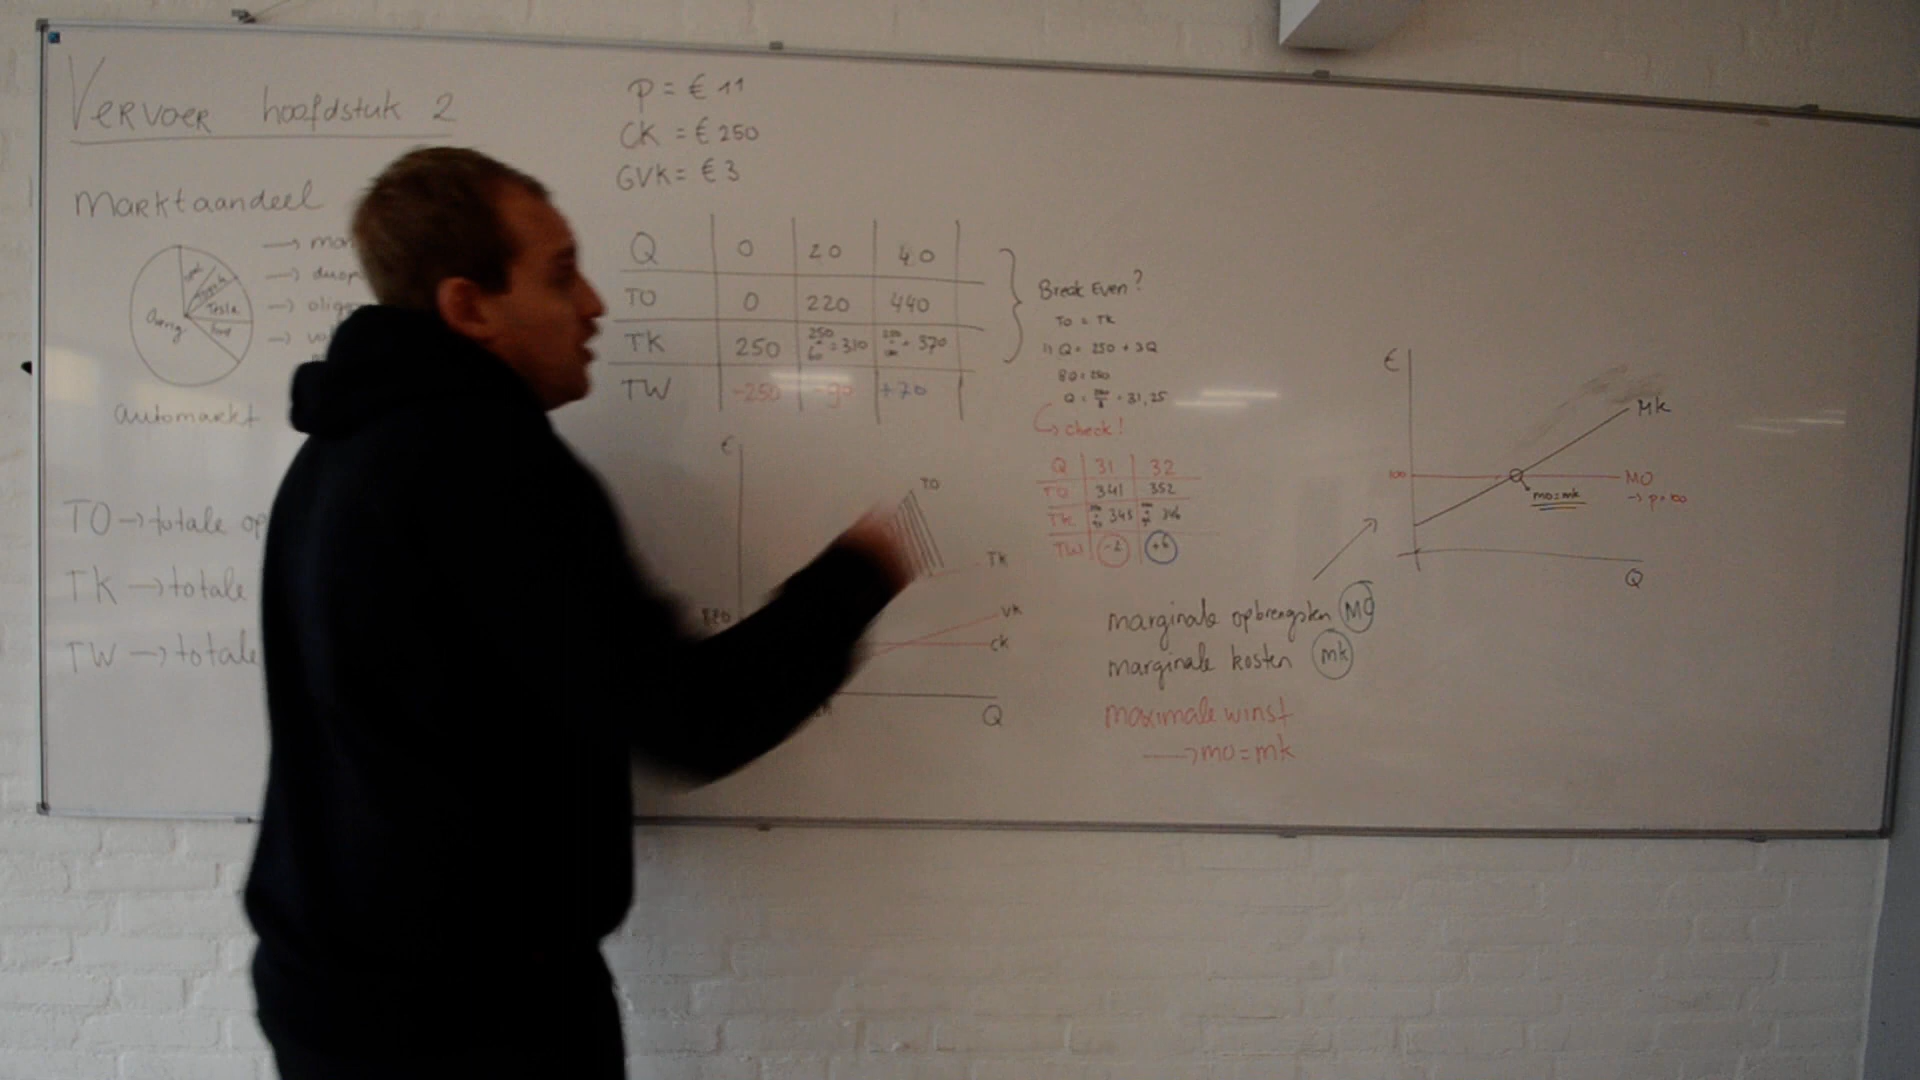 Vervoer hoofdstuk 2
marktaandeel
Tesla
Overig
automarkt
TO → totale
TK → totale
TW → totale
P = € 11
CK = € 250
GVK = € 3
Q 0 20 40
TO 0 220 440
TK 250 250 + 60 = 310 = 370
TW -250 -90 +70
Break Even?
TO = TK
11 Q = 250 + 3Q
8Q = 250
Q = 250/8 = 31,25
→ check!
Q 31 32
TO 341 352
TK 343 346
TW -2 +6
€
TO
TK
VK
CK
Q
marginale opbrengsten MO
marginale kosten mk
maximale winst
→ mo = mk
€
MK
100
MO
→ p = 100
mo = mk
Q